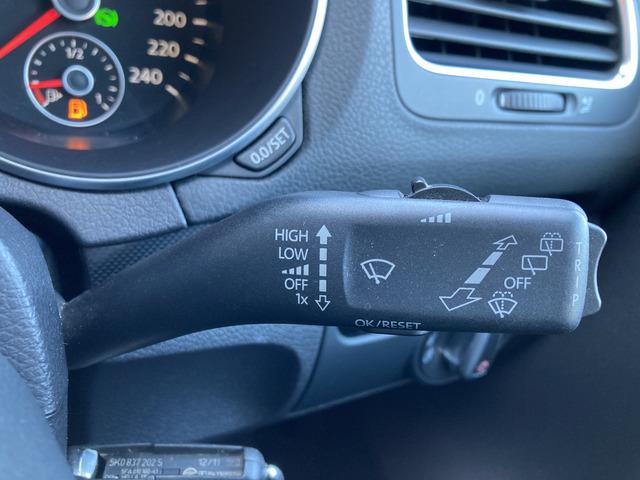 200
220
240
1/2
0.0/SET
0
HIGH
LOW
OFF
1x
OFF
TRIP
OK/RESET
5K0 837 202 S
12/11